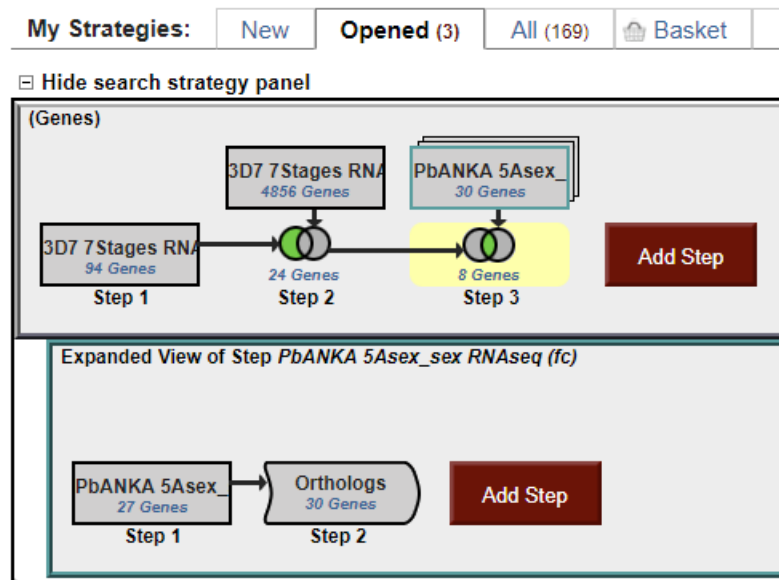 My Strategies: New Opened (3) All (169) Basket
Hide search strategy panel
(Genes)
3D7 7Stages RNA
4856 Genes
PbANKA 5Asex_
30 Genes
3D7 7Stages RNA
94 Genes
Step 1
24 Genes
Step 2
8 Genes
Step 3
Add Step
Expanded View of Step PbANKA 5Asex_sex RNAseq (fc)
PbANKA 5Asex_
27 Genes
Step 1
Orthologs
30 Genes
Step 2
Add Step